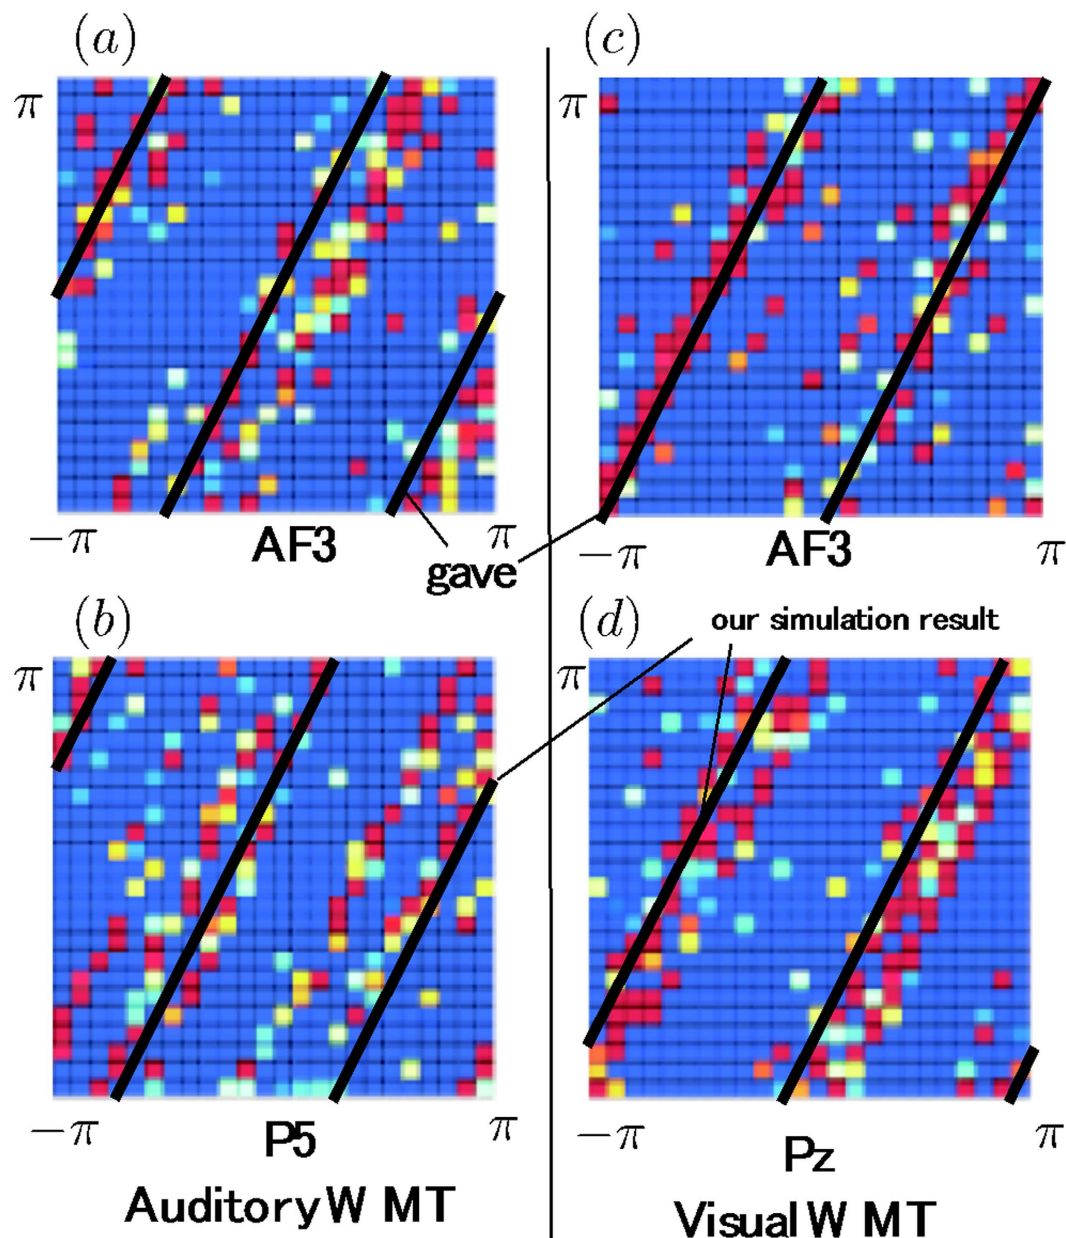 (a)
(c)
π
π
−π
AF3
π
−π
AF3
π
gave
(b)
(d)
our simulation result
π
π
−π
P5
π
−π
Pz
π
Auditory W MT
Visual W MT